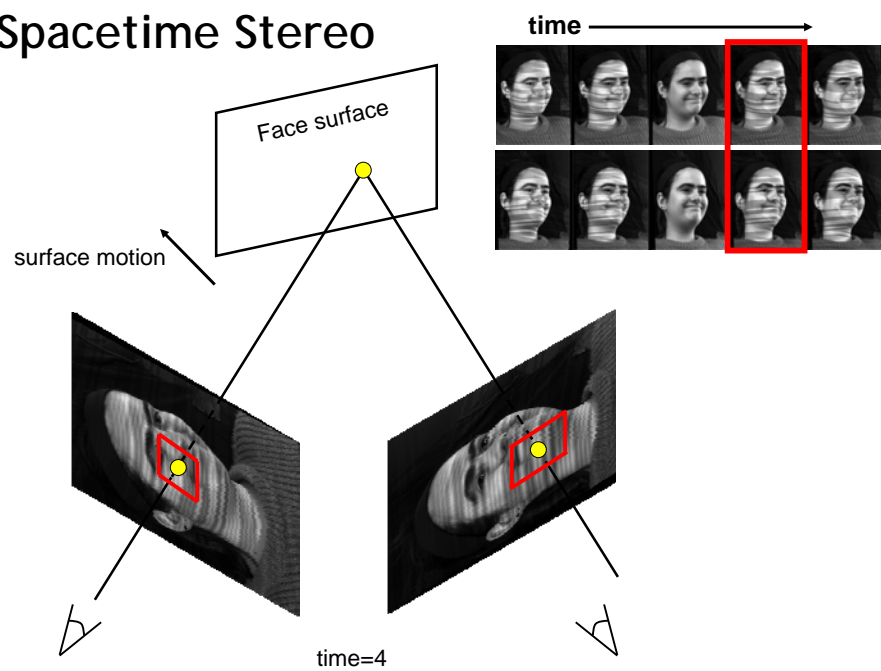 Spacetime Stereo
time
Face surface
surface motion
time=4